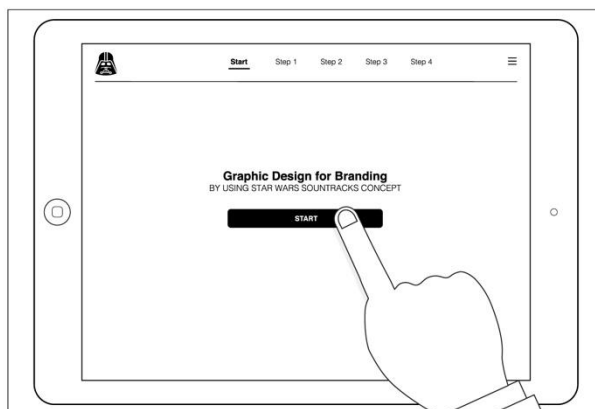 Start Step 1 Step 2 Step 3 Step 4
Graphic Design for Branding
BY USING STAR WARS SOUNTRACKS CONCEPT
START